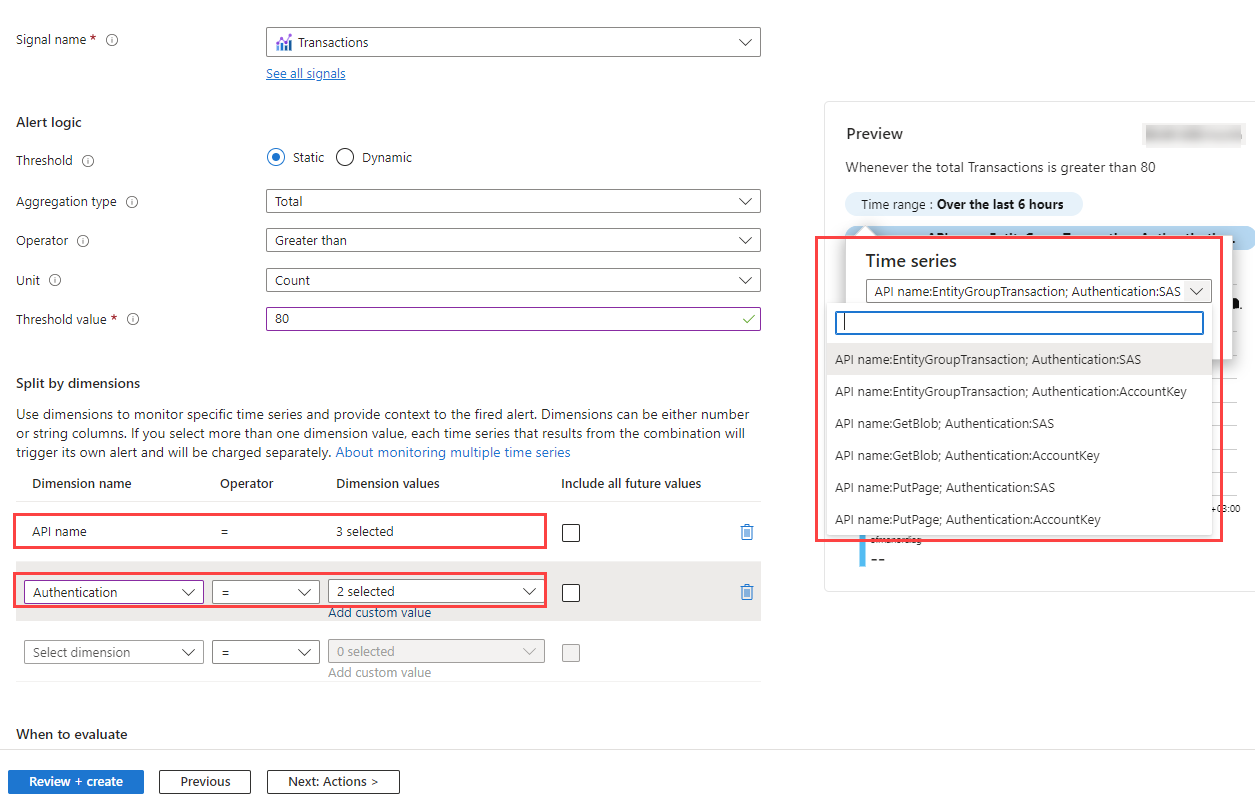 Signal name *
Transactions
See all signals
Alert logic
Threshold
Static
Dynamic
Aggregation type
Total
Operator
Greater than
Unit
Count
Threshold value *
80
Split by dimensions
Use dimensions to monitor specific time series and provide context to the fired alert. Dimensions can be either number
or string columns. If you select more than one dimension value, each time series that results from the combination will
trigger its own alert and will be charged separately. About monitoring multiple time series
Dimension name Operator Dimension values Include all future values
API name = 3 selected
Authentication = 2 selected
Add custom value
Select dimension = 0 selected
Add custom value
When to evaluate
Review + create Previous Next: Actions >
Preview
Whenever the total Transactions is greater than 80
Time range : Over the last 6 hours
Time series
API name:EntityGroupTransaction; Authentication:SAS
API name:EntityGroupTransaction; Authentication:SAS
API name:EntityGroupTransaction; Authentication:AccountKey
API name:GetBlob; Authentication:SAS
API name:GetBlob; Authentication:AccountKey
API name:PutPage; Authentication:SAS
API name:PutPage; Authentication:AccountKey
--